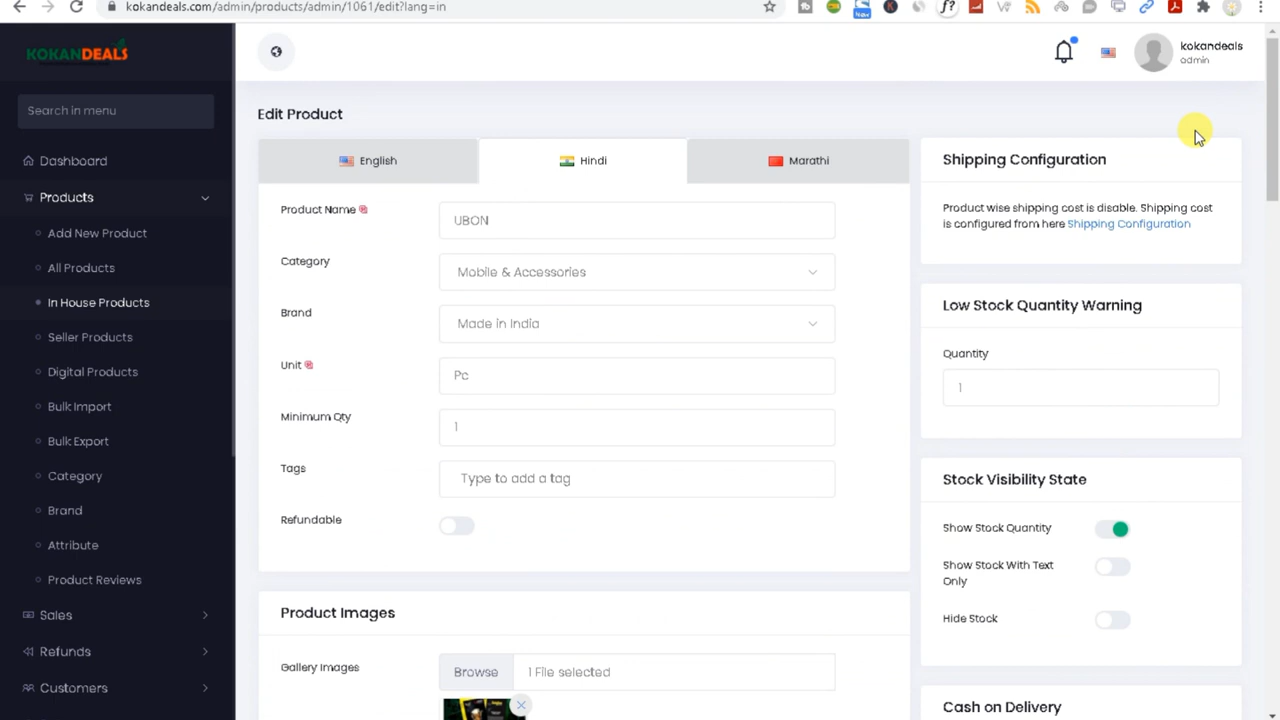 kokandeals.com/admin/products/admin/1061/edit?lang=in
New
f?
KOKANDEALS
kokandeals
admin
Search in menu
Dashboard
Products
Add New Product
All Products
In House Products
Seller Products
Digital Products
Bulk Import
Bulk Export
Category
Brand
Attribute
Product Reviews
Sales
Refunds
Customers
Edit Product
English
Hindi
Marathi
Product Name
UBON
Category
Mobile & Accessories
Brand
Made in India
Unit
Pc
Minimum Qty
1
Tags
Type to add a tag
Refundable
Product Images
Gallery Images
Browse
1 File selected
Shipping Configuration
Product wise shipping cost is disable. Shipping cost
is configured from here Shipping Configuration
Low Stock Quantity Warning
Quantity
1
Stock Visibility State
Show Stock Quantity
Show Stock With Text
Only
Hide Stock
Cash on Delivery